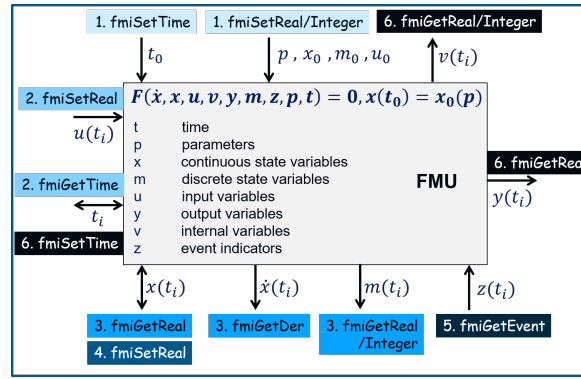 1. fmiSetTime
1. fmiSetReal/Integer
6. fmiGetReal/Integer
t₀
p , x₀ , m₀ , u₀
v(tᵢ)
2. fmiSetReal
F(ẋ, x, u, v, y, m, z, p, t) = 0, x(t₀) = x₀(p)
u(tᵢ)
t time
p parameters
x continuous state variables
m discrete state variables
u input variables
y output variables
v internal variables
z event indicators
FMU
6. fmiGetReal
y(tᵢ)
2. fmiGetTime
tᵢ
6. fmiSetTime
x(tᵢ)
ẋ(tᵢ)
m(tᵢ)
z(tᵢ)
3. fmiGetReal
4. fmiSetReal
3. fmiGetDer
3. fmiGetReal
/Integer
5. fmiGetEvent